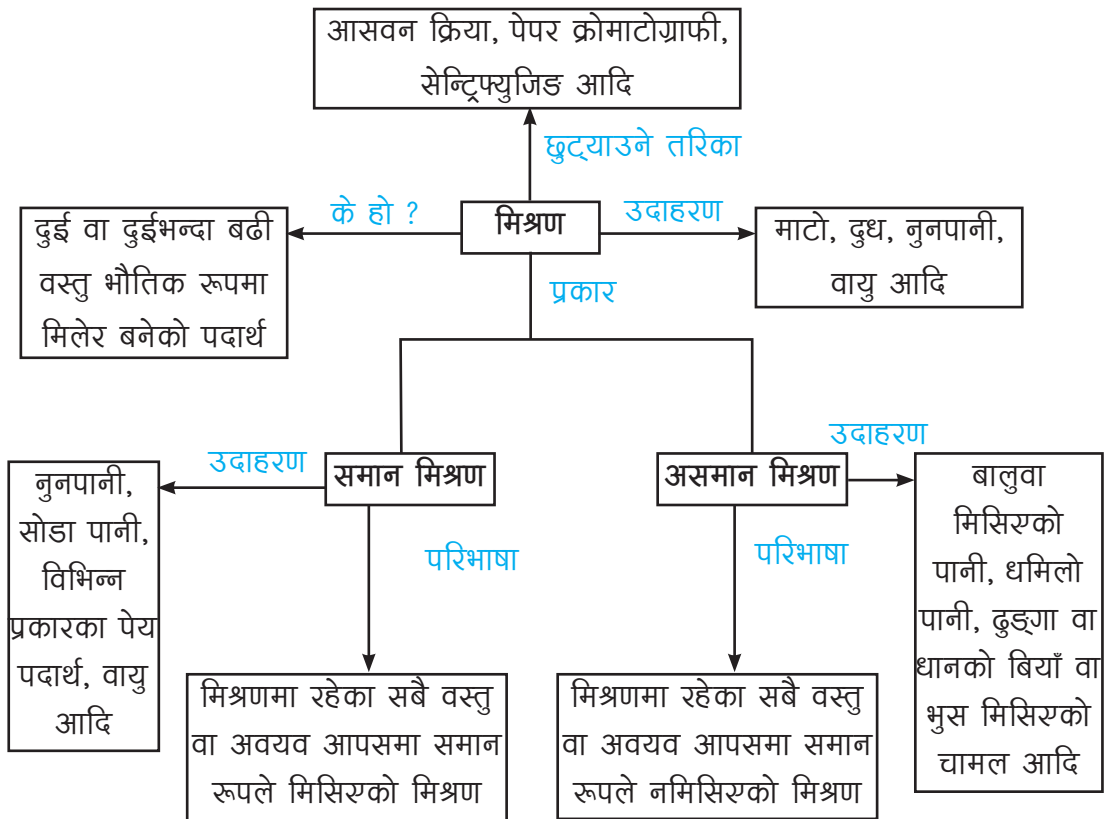 आसवन क्रिया, पेपर क्रोमाटोग्राफी,
सेन्ट्रिफ्युजिङ आदि
छुट्याउने तरिका
के हो ?
मिश्रण
उदाहरण
दुई वा दुईभन्दा बढी
वस्तु भौतिक रूपमा
मिलेर बनेको पदार्थ
माटो, दुध, नुनपानी,
वायु आदि
प्रकार
उदाहरण
समान मिश्रण
असमान मिश्रण
उदाहरण
नुनपानी,
सोडा पानी,
विभिन्न
प्रकारका पेय
पदार्थ, वायु
आदि
परिभाषा
परिभाषा
बालुवा
मिसिएको
पानी, धमिलो
पानी, ढुङ्गा वा
धानको बियाँ वा
भुस मिसिएको
चामल आदि
मिश्रणमा रहेका सबै वस्तु
वा अवयव आपसमा समान
रूपले मिसिएको मिश्रण
मिश्रणमा रहेका सबै वस्तु
वा अवयव आपसमा समान
रूपले नमिसिएको मिश्रण